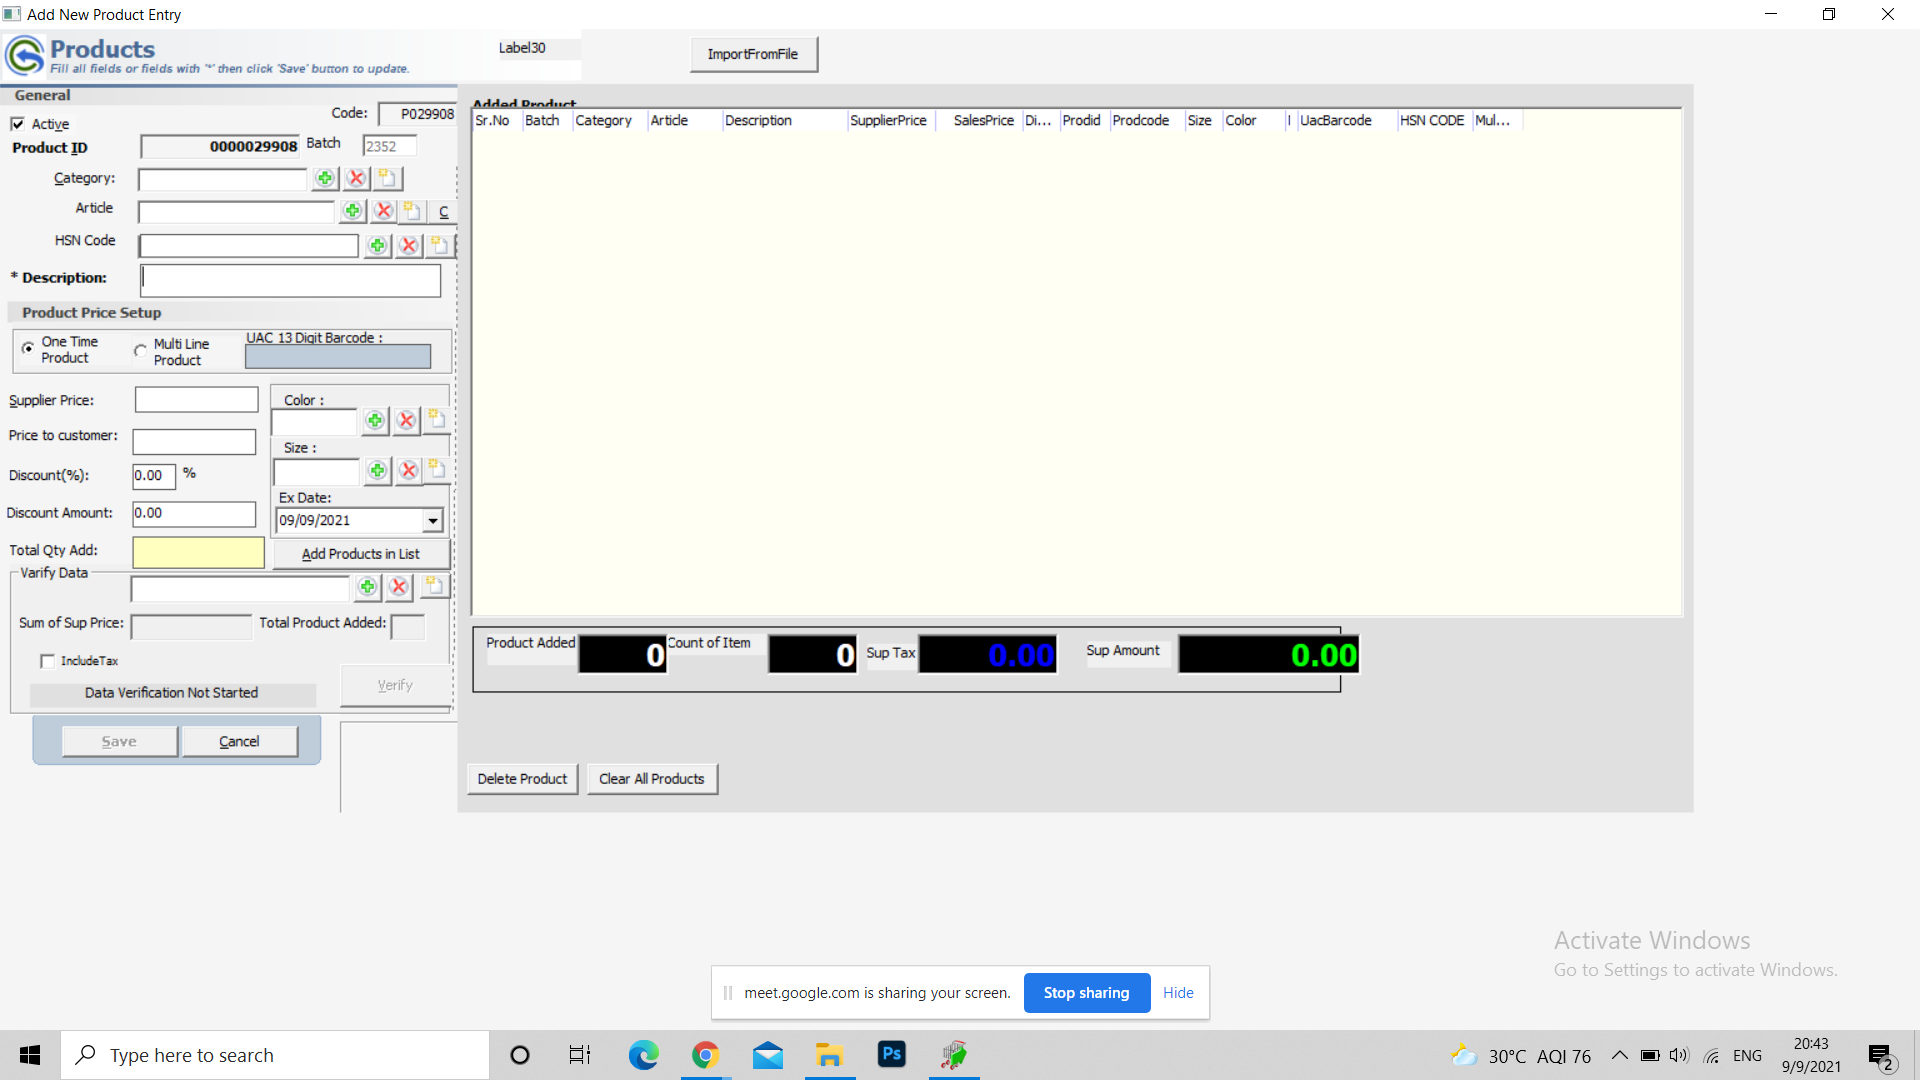 Add New Product Entry
Products
Fill all fields or fields with '*' then click 'Save' button to update.
Label30
ImportFromFile
General
Code: P029908
Active
Product ID 0000029908 Batch 2352
Category:
Article
C
HSN Code
* Description:
Product Price Setup
One Time Product
Multi Line Product
UAC 13 Digit Barcode :
Supplier Price:
Color :
Price to customer:
Size :
Discount(%): 0.00 %
Ex Date:
Discount Amount: 0.00
09/09/2021
Total Qty Add:
Add Products in List
Varify Data
Sum of Sup Price:
Total Product Added:
IncludeTax
Data Verification Not Started
Verify
Save
Cancel
Added Product
Sr.No Batch Category Article Description SupplierPrice SalesPrice Di... Prodid Prodcode Size Color I UacBarcode HSN CODE Mul...
Product Added 0 Count of Item 0 Sup Tax 0.00 Sup Amount 0.00
Delete Product
Clear All Products
Activate Windows
Go to Settings to activate Windows.
meet.google.com is sharing your screen.
Stop sharing
Hide
Type here to search
Ps
30°C AQI 76
ENG
20:43
9/9/2021
2